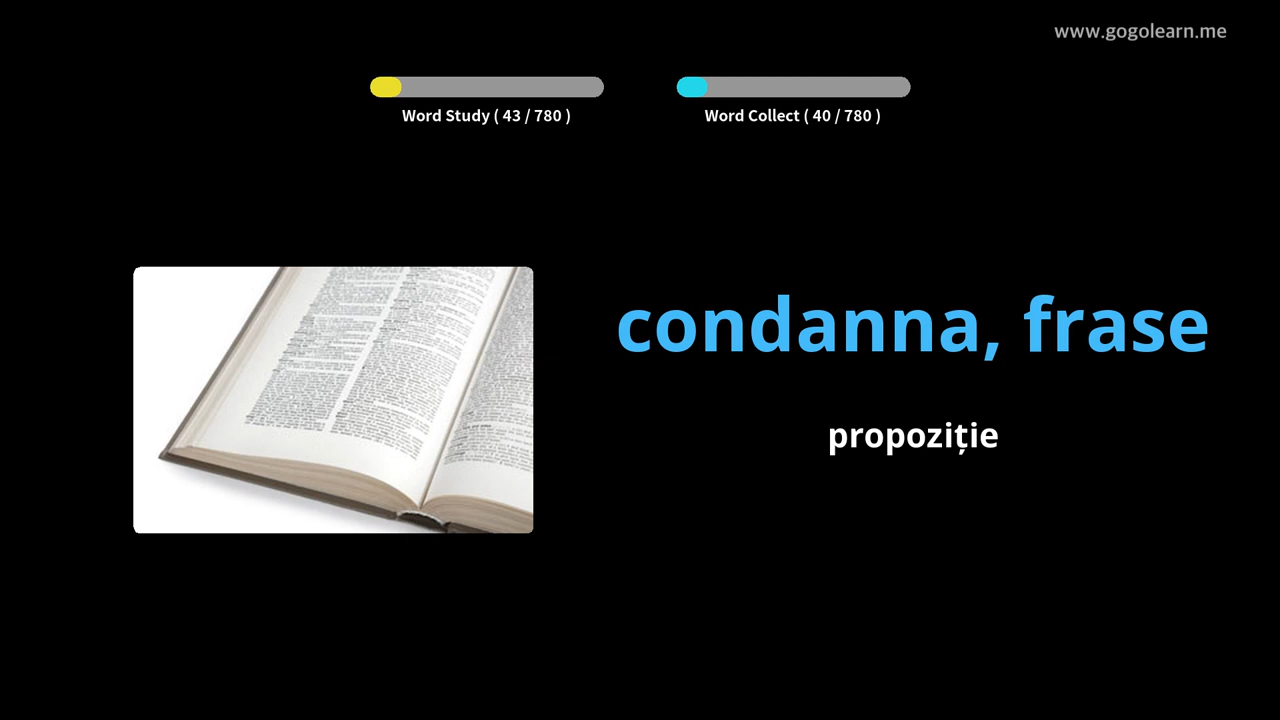 www.gogolearn.me
Word Study ( 43 / 780 )
Word Collect ( 40 / 780 )
condanna, frase
propoziție